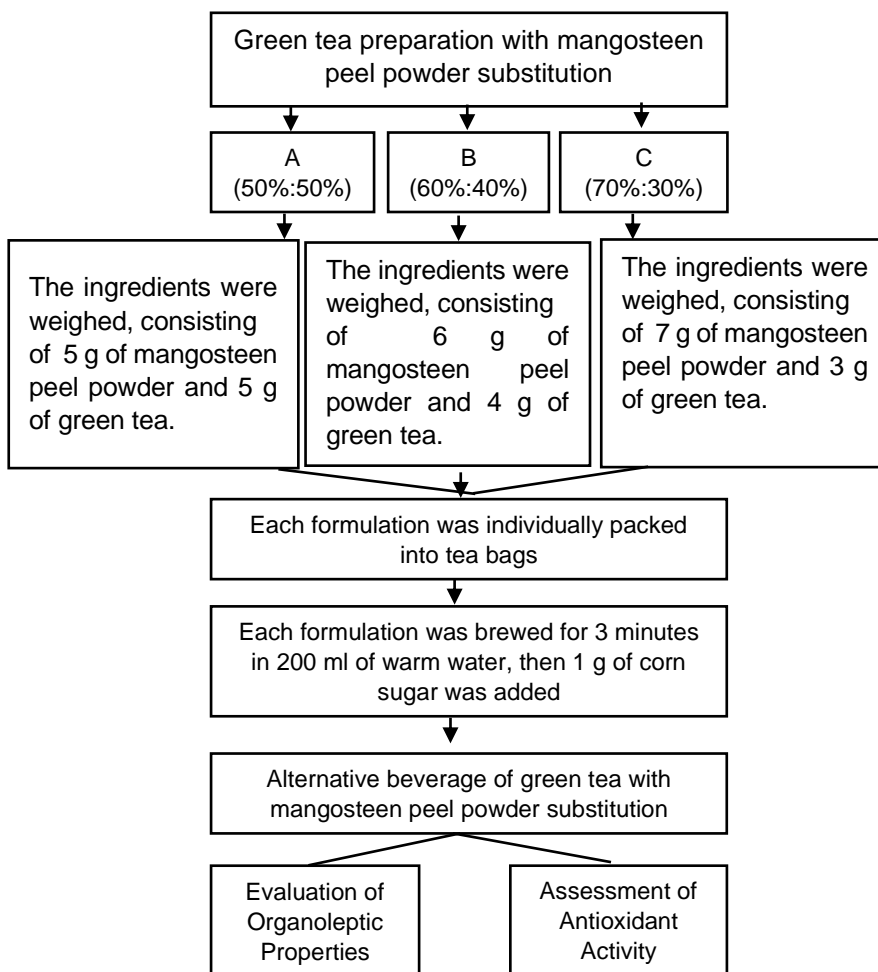 Green tea preparation with mangosteen
peel powder substitution
A
(50%:50%)
B
(60%:40%)
C
(70%:30%)
The ingredients were
weighed, consisting
of 5 g of mangosteen
peel powder and 5 g
of green tea.
The ingredients were
weighed, consisting
of 6 g of
mangosteen peel
powder and 4 g of
green tea.
The ingredients were
weighed, consisting
of 7 g of mangosteen
peel powder and 3 g
of green tea.
Each formulation was individually packed
into tea bags
Each formulation was brewed for 3 minutes
in 200 ml of warm water, then 1 g of corn
sugar was added
Alternative beverage of green tea with
mangosteen peel powder substitution
Evaluation of
Organoleptic
Properties
Assessment of
Antioxidant
Activity